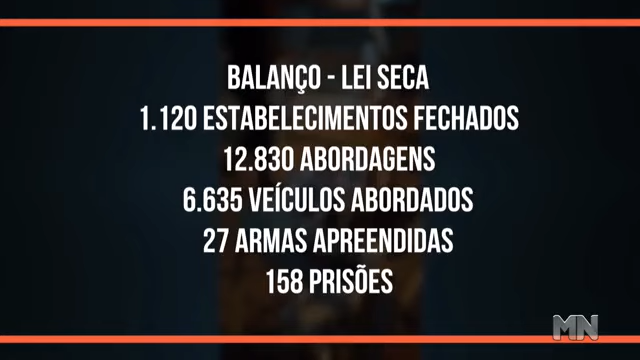 BALANÇO - LEI SECA
1.120 ESTABELECIMENTOS FECHADOS
12.830 ABORDAGENS
6.635 VEÍCULOS ABORDADOS
27 ARMAS APREENDIDAS
158 PRISÕES
MN